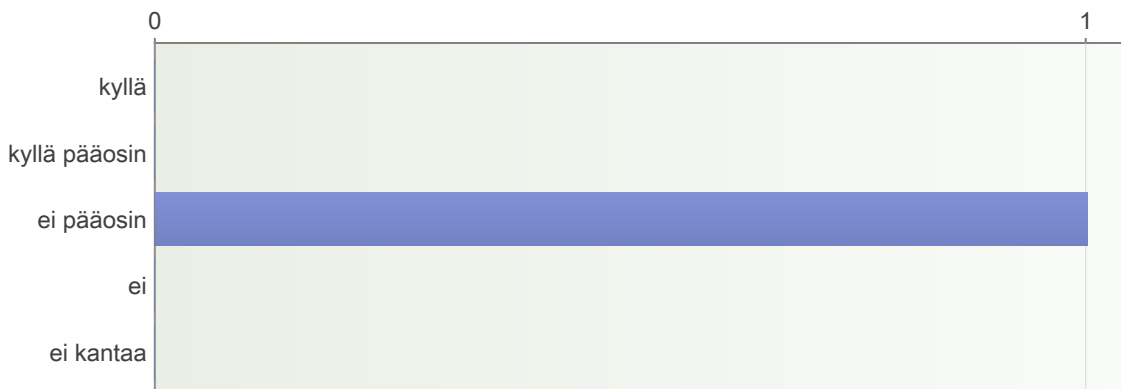 0 1
kyllä
kyllä pääosin
ei pääosin
ei
ei kantaa